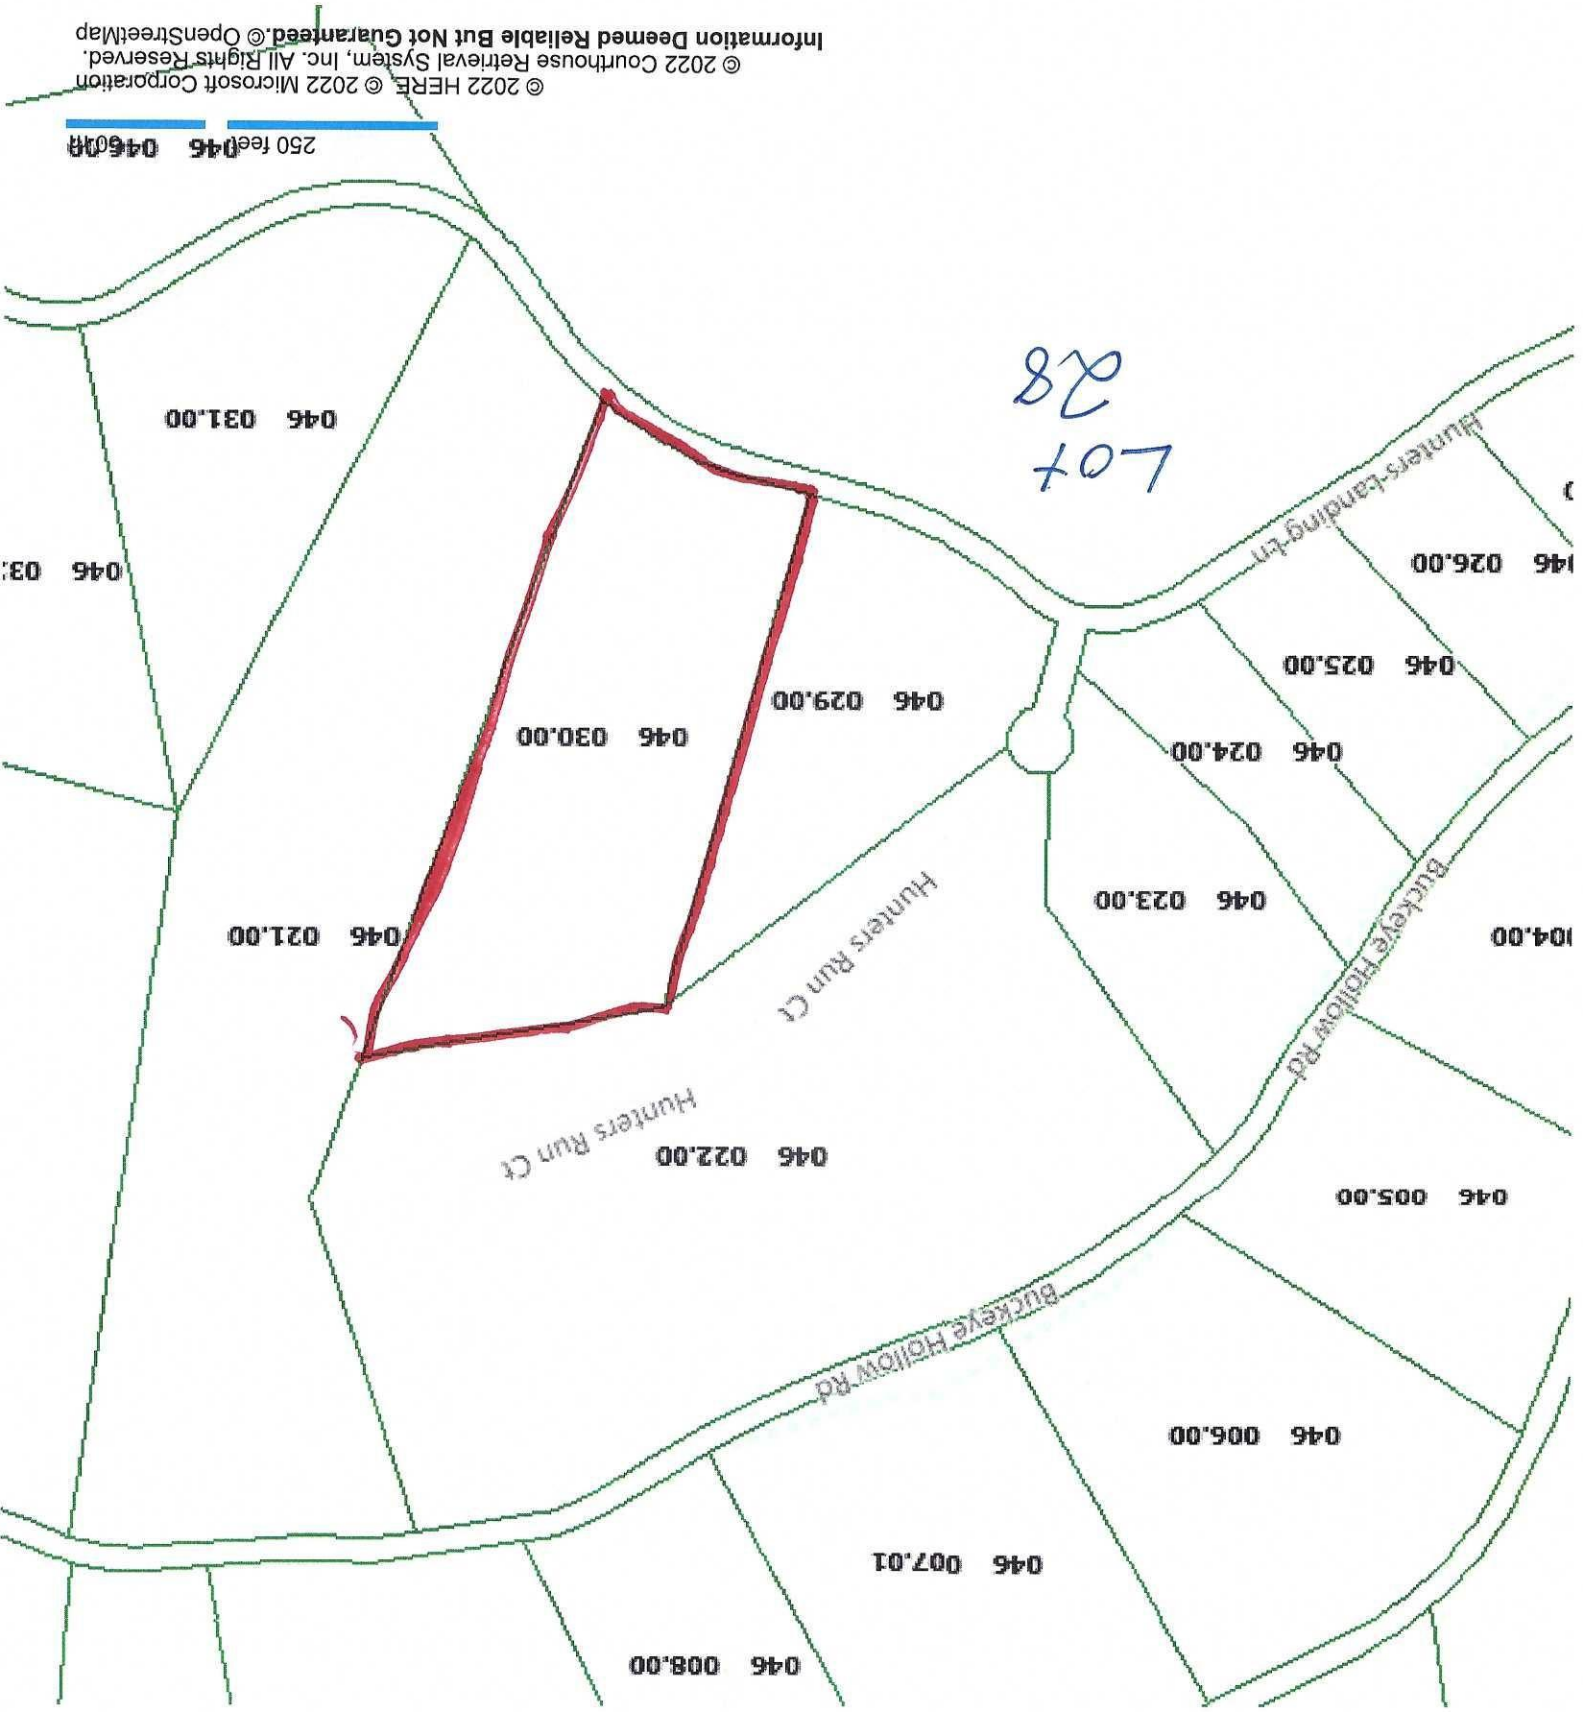 046 008.00
046 007.01
046 006.00
Buckeye Hollow Rd
046 005.00
046 022.00
Hunters Run Ct
Buckeye Hollow Rd
Hunters Run Ct
04.00
046 021.00
046 023.00
046 024.00
046 030.00
046 029.00
046 025.00
046 03
46 026.00
Hunters Landing Ln
LOT
28
046 031.00
250 feet
046
© 2022 HERE © 2022 Microsoft Corporation
© 2022 Courthouse Retrieval System, Inc. All Rights Reserved.
Information Deemed Reliable But Not Guaranteed.© OpenStreetMap